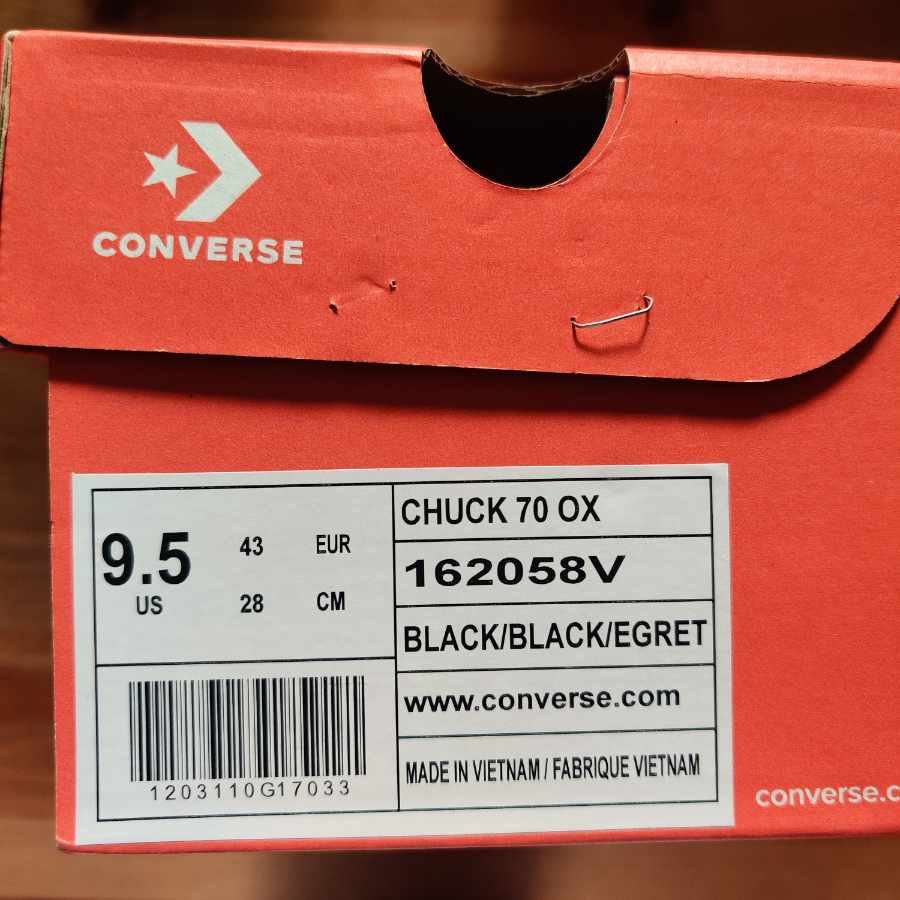 CONVERSE
9.5 43 EUR
US 28 CM
1203110G17033
CHUCK 70 OX
162058V
BLACK/BLACK/EGRET
www.converse.com
MADE IN VIETNAM / FABRIQUE VIETNAM
converse.c